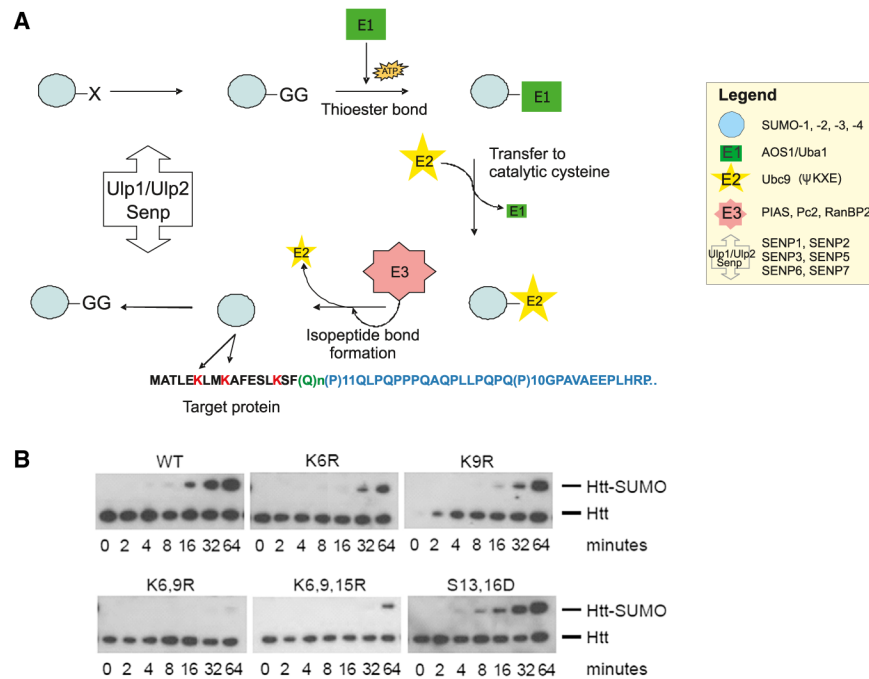 A
E1
ATP
X
GG
Thioester bond
E1
Legend
SUMO-1, -2, -3, -4
E1 AOS1/Uba1
E2 Ubc9 (ψKXE)
E3 PIAS, Pc2, RanBP2
Ulp1/Ulp2
Senp
SENP1, SENP2
SENP3, SENP5
SENP6, SENP7
Ulp1/Ulp2
Senp
E2
Transfer to
catalytic cysteine
E1
E2
E3
GG
E2
Isopeptide bond
formation
MATLEKLMKAFESLKSF(Q)n(P)11QLPQPPPQAQPLLPQPQ(P)10GPAVAEEPLHRP..
Target protein
B
WT K6R K9R
Htt-SUMO
Htt
0 2 4 8 16 32 64 0 2 4 8 16 32 64 0 2 4 8 16 32 64 minutes
K6,9R K6,9,15R S13,16D
Htt-SUMO
Htt
0 2 4 8 16 32 64 0 2 4 8 16 32 64 0 2 4 8 16 32 64 minutes